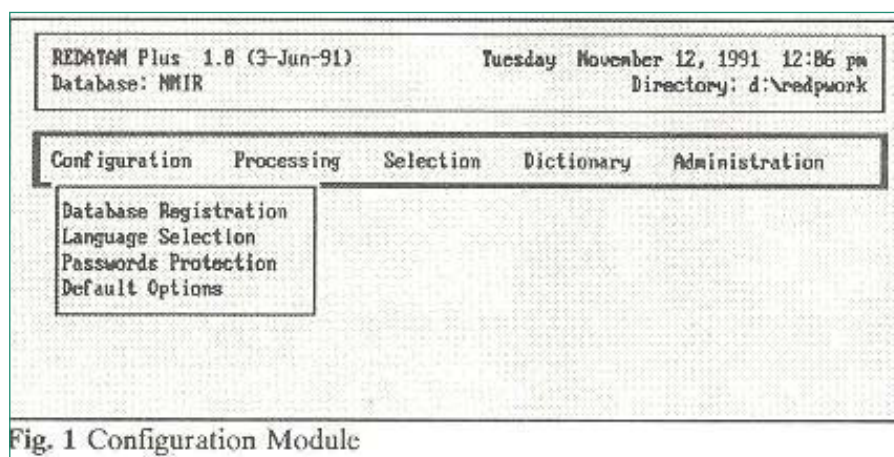 REDATAM Plus 1.8 (3-Jun-91) Tuesday November 12, 1991 12:06 pm
Database: NMIR Directory: d:\redpwork
Configuration Processing Selection Dictionary Administration
Database Registration
Language Selection
Passwords Protection
Default Options
Fig. 1 Configuration Module